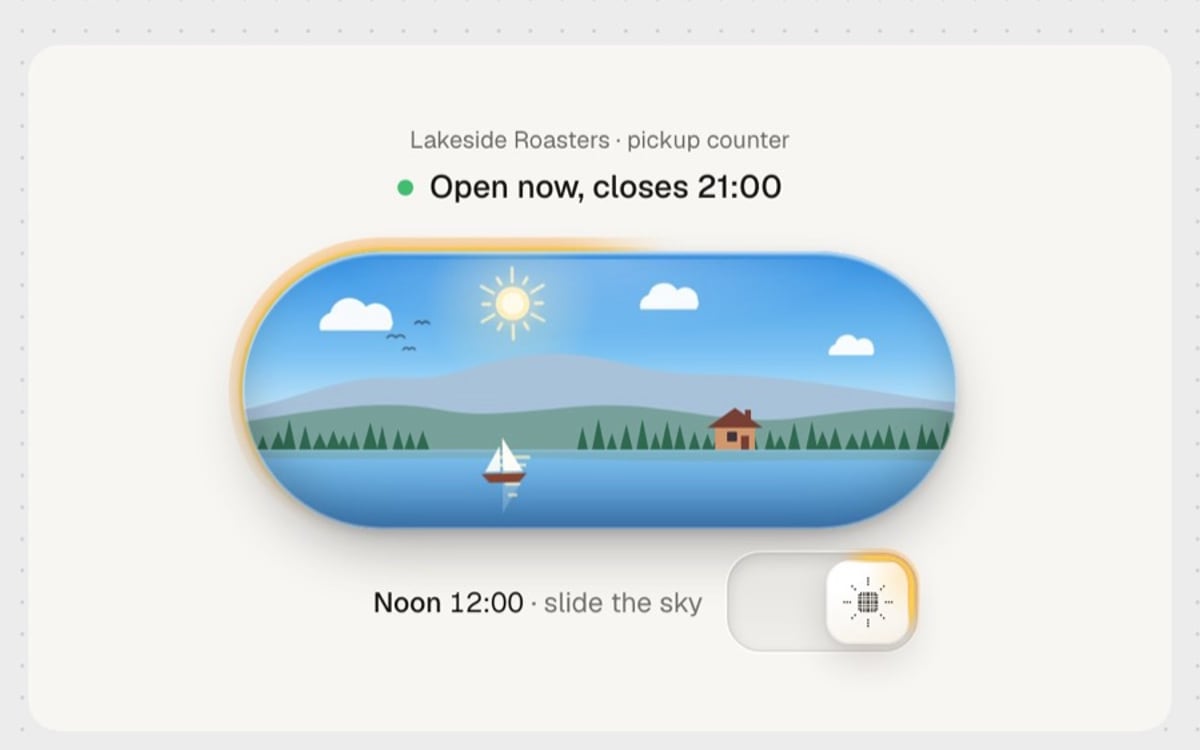 Lakeside Roasters · pickup counter
Open now, closes 21:00
Noon 12:00 · slide the sky